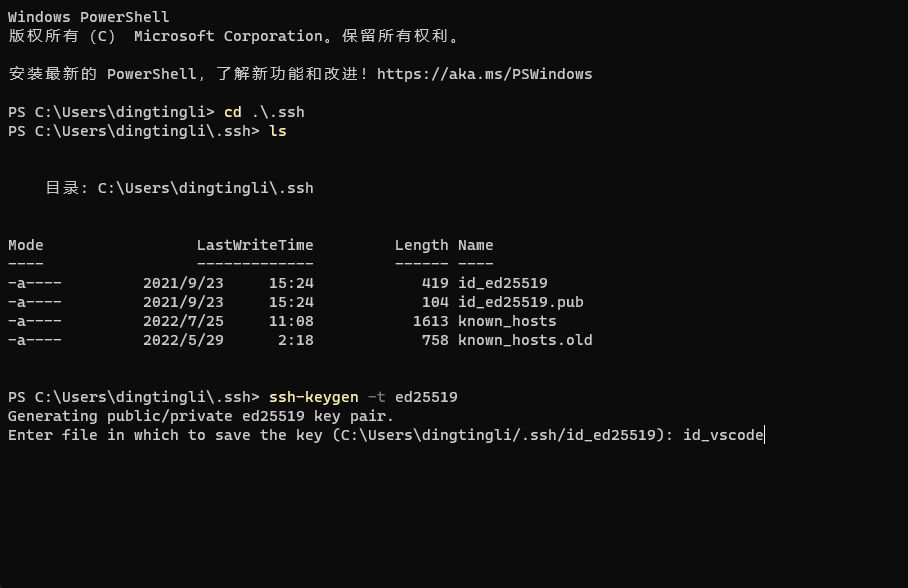 Windows PowerShell
版权所有 (C)  Microsoft Corporation。保留所有权利。
安装最新的 PowerShell，了解新功能和改进！https://aka.ms/PSWindows
PS C:\Users\dingtingli> cd .\.ssh
PS C:\Users\dingtingli\.ssh> ls
    目录: C:\Users\dingtingli\.ssh
Mode                 LastWriteTime         Length Name
----                 -------------         ------ ----
-a----         2021/9/23     15:24            419 id_ed25519
-a----         2021/9/23     15:24            104 id_ed25519.pub
-a----         2022/7/25     11:08           1613 known_hosts
-a----         2022/5/29      2:18            758 known_hosts.old
PS C:\Users\dingtingli\.ssh> ssh-keygen -t ed25519
Generating public/private ed25519 key pair.
Enter file in which to save the key (C:\Users\dingtingli/.ssh/id_ed25519): id_vscode